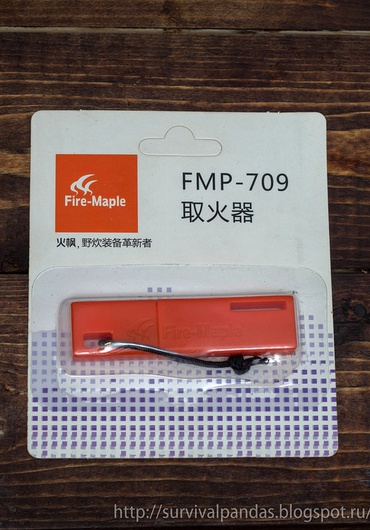 Fire-Maple
火枫，野炊装备革新者
FMP-709
取火器
Fire-Maple
http://survivalpandas.blogspot.ru/